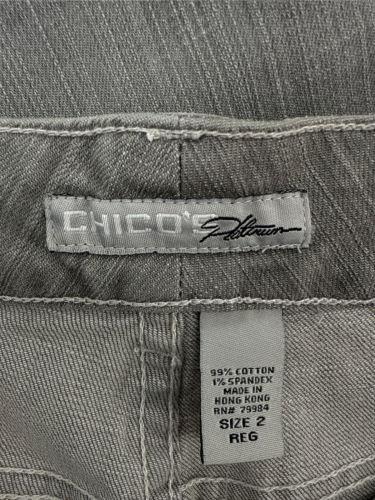 CHICO'S Platinum
99% COTTON
1% SPANDEX
MADE IN
HONG KONG
RN# 79984
SIZE 2
REG